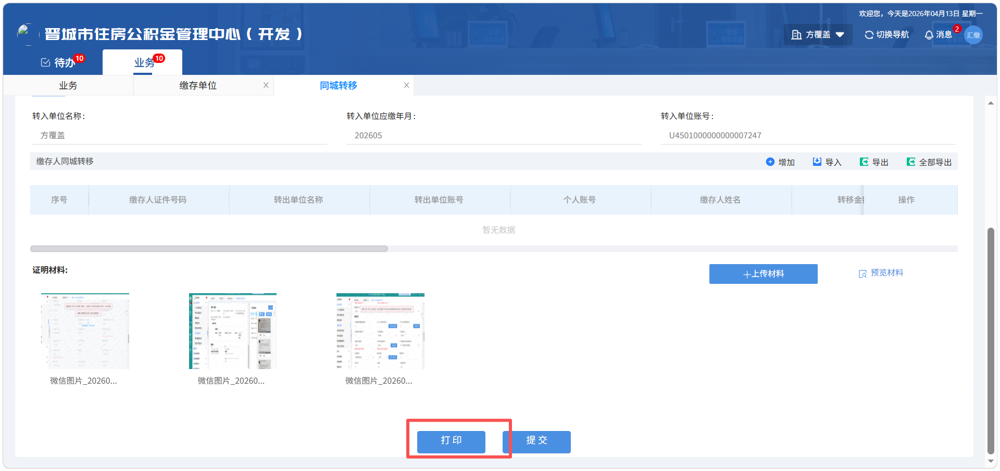 欢迎您，今天是2026年04月13日 星期一
晋城市住房公积金管理中心（开发）
方覆盖
切换导航
消息
2
汇缴
待办
10
业务
10
业务
缴存单位
同城转移
转入单位名称:
转入单位应缴年月:
转入单位账号:
方覆盖
202605
U4501000000000007247
缴存人同城转移
增加
导入
导出
全部导出
序号
缴存人证件号码
转出单位名称
转出单位账号
个人账号
缴存人姓名
转移金
操作
暂无数据
证明材料:
上传材料
预览材料
微信图片_20260...
微信图片_20260...
微信图片_20260...
打 印
提 交